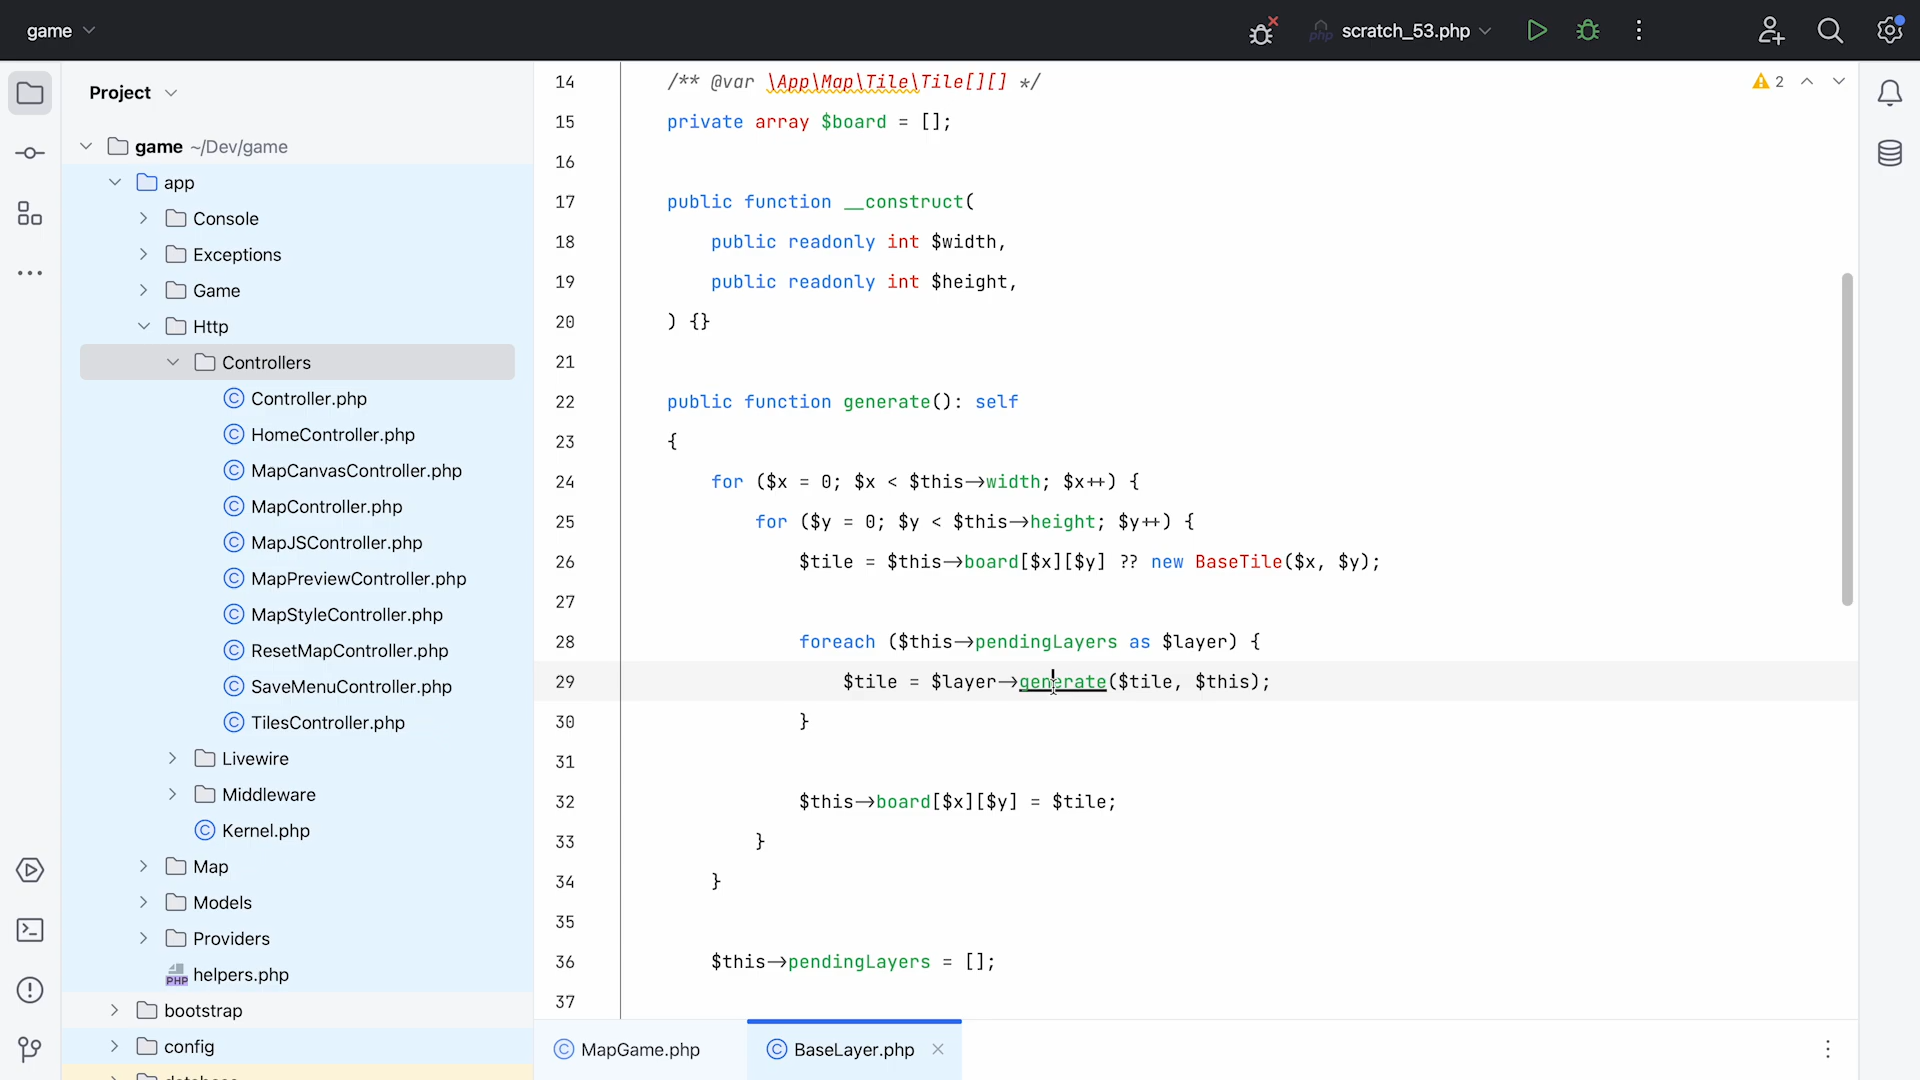 game
scratch_53.php
Project
game ~/Dev/game
app
Console
Exceptions
Game
Http
Controllers
Controller.php
HomeController.php
MapCanvasController.php
MapController.php
MapJSController.php
MapPreviewController.php
MapStyleController.php
ResetMapController.php
SaveMenuController.php
TilesController.php
Livewire
Middleware
Kernel.php
Map
Models
Providers
PHP helpers.php
bootstrap
config
2
14 /** @var \App\Map\Tile\Tile[][] */
15 private array $board = [];
16
17 public function __construct(
18 public readonly int $width,
19 public readonly int $height,
20 ) {}
21
22 public function generate(): self
23 {
24 for ($x = 0; $x < $this->width; $x++) {
25 for ($y = 0; $y < $this->height; $y++) {
26 $tile = $this->board[$x][$y] ?? new BaseTile($x, $y);
27
28 foreach ($this->pendingLayers as $layer) {
29 $tile = $layer->generate($tile, $this);
30 }
31
32 $this->board[$x][$y] = $tile;
33 }
34 }
35
36 $this->pendingLayers = [];
37
MapGame.php
BaseLayer.php